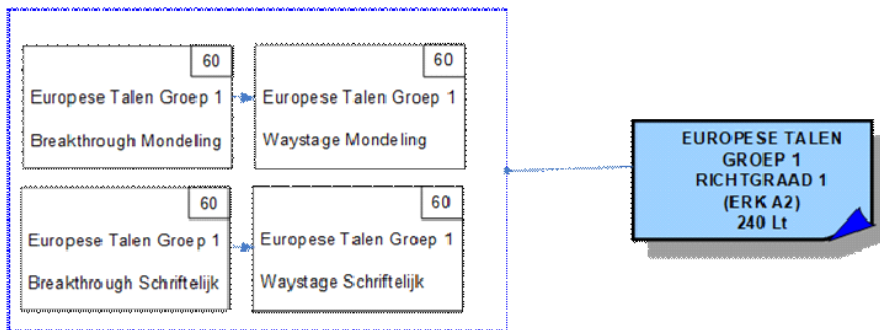 60
Europese Talen Groep 1
Breakthrough Mondeling
60
Europese Talen Groep 1
Waystage Mondeling
60
Europese Talen Groep 1
Breakthrough Schriftelijk
60
Europese Talen Groep 1
Waystage Schriftelijk
EUROPESE TALEN
GROEP 1
RICHTGRAAD 1
(ERK A2)
240 Lt